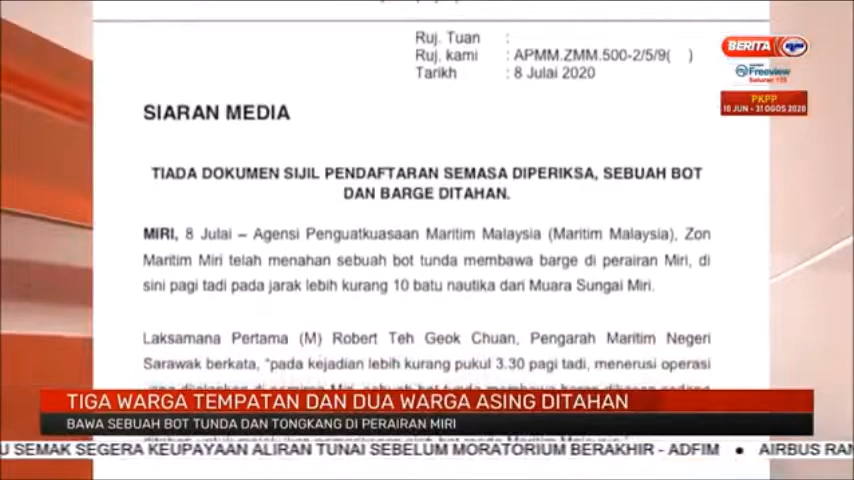 Ruj. Tuan :
Ruj. kami : APMM.ZMM.500-2/5/9( )
Tarikh : 8 Julai 2020
BERITA
Freeview
Saluran 123
PKPP
10 JUN - 31 OGOS 2020
SIARAN MEDIA
TIADA DOKUMEN SIJIL PENDAFTARAN SEMASA DIPERIKSA, SEBUAH BOT
DAN BARGE DITAHAN.
MIRI, 8 Julai – Agensi Penguatkuasaan Maritim Malaysia (Maritim Malaysia), Zon
Maritim Miri telah menahan sebuah bot tunda membawa barge di perairan Miri, di
sini pagi tadi pada jarak lebih kurang 10 batu nautika dari Muara Sungai Miri.
Laksamana Pertama (M) Robert Teh Geok Chuan, Pengarah Maritim Negeri
Sarawak berkata, "pada kejadian lebih kurang pukul 3.30 pagi tadi, menerusi operasi
TIGA WARGA TEMPATAN DAN DUA WARGA ASING DITAHAN
BAWA SEBUAH BOT TUNDA DAN TONGKANG DI PERAIRAN MIRI
U SEMAK SEGERA KEUPAYAAN ALIRAN TUNAI SEBELUM MORATORIUM BERAKHIR - ADFIM • AIRBUS RAN